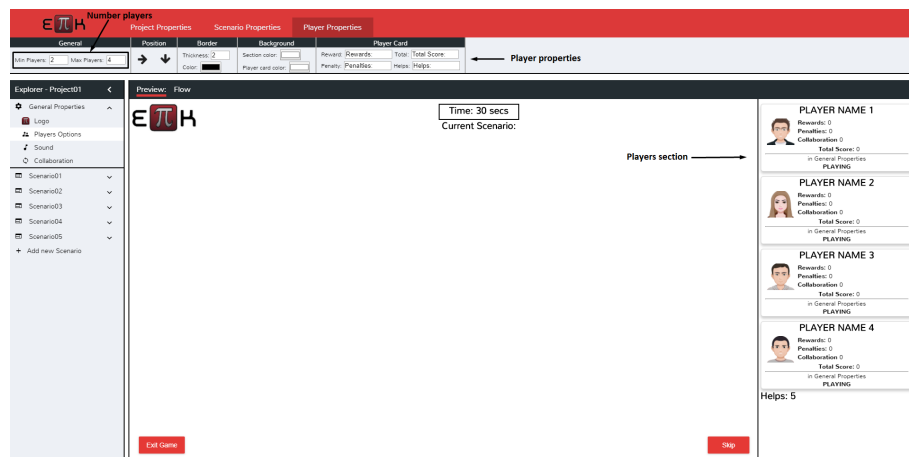 Number players
EπK
Project Properties Scenario Properties Player Properties
General Position Border Background Player Card
Min Players: 2 Max Players: 4 Thickness: 2 Section color: Reward: Rewards: Total: Total Score:
Color: Player card color: Penalty: Penalties: Helps: Helps:
Player properties
Explorer - Project01
Preview: Flow
General Properties
Logo
Players Options
Sound
Collaboration
Scenario01
Scenario02
Scenario03
Scenario04
Scenario05
+ Add new Scenario
EπK
Time: 30 secs
Current Scenario:
Players section
PLAYER NAME 1
Rewards: 0
Penalties: 0
Collaboration 0
Total Score: 0
in General Properties
PLAYING
PLAYER NAME 2
Rewards: 0
Penalties: 0
Collaboration 0
Total Score: 0
in General Properties
PLAYING
PLAYER NAME 3
Rewards: 0
Penalties: 0
Collaboration 0
Total Score: 0
in General Properties
PLAYING
PLAYER NAME 4
Rewards: 0
Penalties: 0
Collaboration 0
Total Score: 0
in General Properties
PLAYING
Helps: 5
Exit Game
Skip